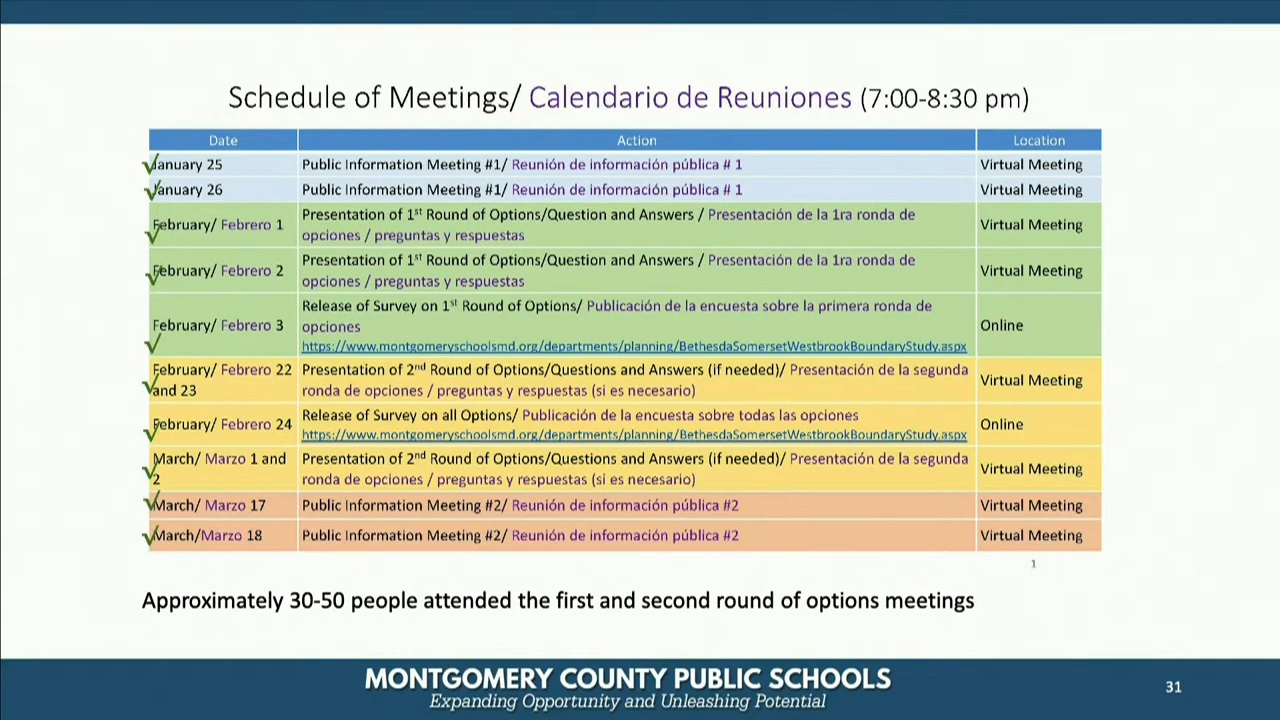 Schedule of Meetings/ Calendario de Reuniones (7:00-8:30 pm)
Date Action Location
√January 25 Public Information Meeting #1/ Reunión de información pública # 1 Virtual Meeting
√January 26 Public Information Meeting #1/ Reunión de información pública # 1 Virtual Meeting
√February/ Febrero 1 Presentation of 1st Round of Options/Question and Answers / Presentación de la 1ra ronda de
opciones / preguntas y respuestas Virtual Meeting
√February/ Febrero 2 Presentation of 1st Round of Options/Question and Answers / Presentación de la 1ra ronda de
opciones / preguntas y respuestas Virtual Meeting
√February/ Febrero 3 Release of Survey on 1st Round of Options/ Publicación de la encuesta sobre la primera ronda de
opciones Online
https://www.montgomeryschoolsmd.org/departments/planning/BethesdaSomersetWestbrookBoundaryStudy.aspx
√February/ Febrero 22 Presentation of 2nd Round of Options/Questions and Answers (if needed)/ Presentación de la segunda
and 23 ronda de opciones / preguntas y respuestas (si es necesario) Virtual Meeting
√February/ Febrero 24 Release of Survey on all Options/ Publicación de la encuesta sobre todas las opciones Online
https://www.montgomeryschoolsmd.org/departments/planning/BethesdaSomersetWestbrookBoundaryStudy.aspx
√March/ Marzo 1 and Presentation of 2nd Round of Options/Questions and Answers (if needed)/ Presentación de la segunda
2 ronda de opciones / preguntas y respuestas (si es necesario) Virtual Meeting
√March/ Marzo 17 Public Information Meeting #2/ Reunión de información pública #2 Virtual Meeting
√March/Marzo 18 Public Information Meeting #2/ Reunión de información pública #2 Virtual Meeting
1
Approximately 30-50 people attended the first and second round of options meetings
MONTGOMERY COUNTY PUBLIC SCHOOLS
Expanding Opportunity and Unleashing Potential
31